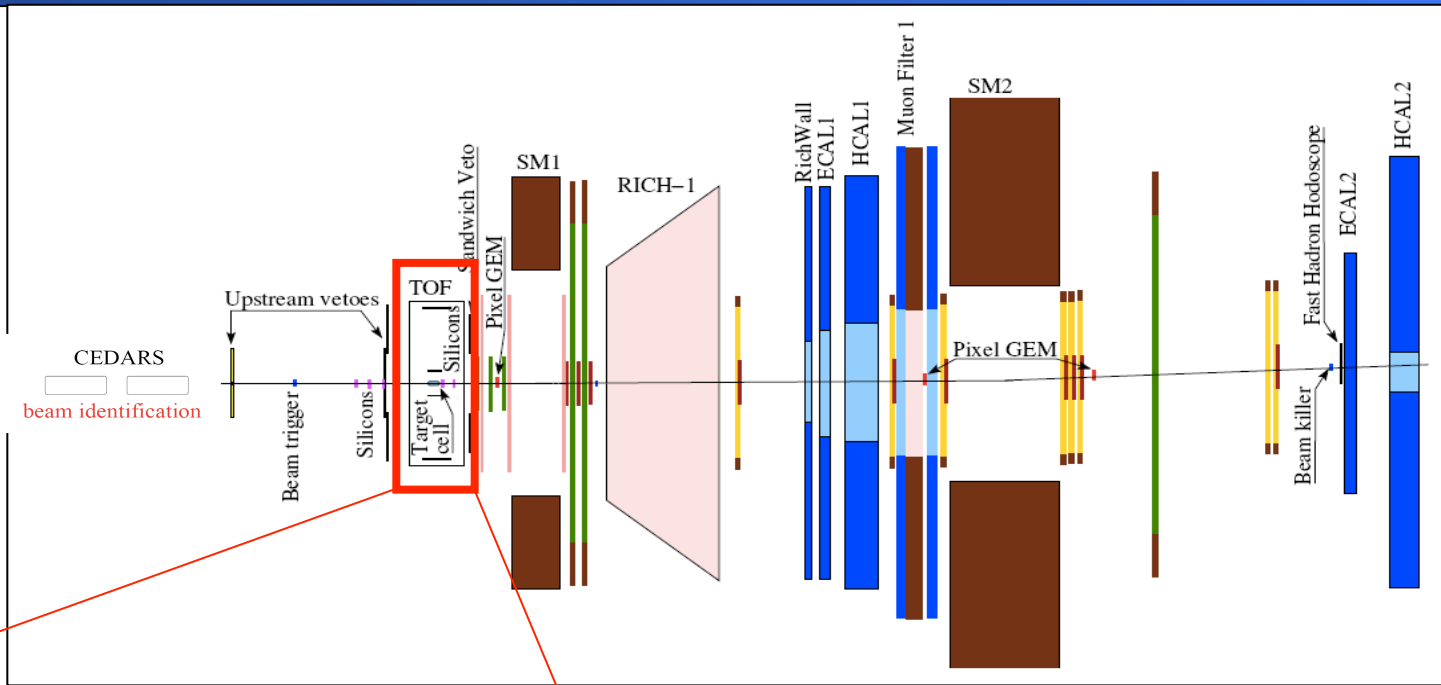 CEDARS
beam identification
Upstream vetoes
Beam trigger
Silicons
TOF
Target
cell
Silicons
Sandwich Veto
Pixel GEM
SM1
RICH-1
RichWall
ECAL1
HCAL1
Muon Filter 1
SM2
Pixel GEM
Beam killer
Fast Hadron Hodoscope
ECAL2
HCAL2